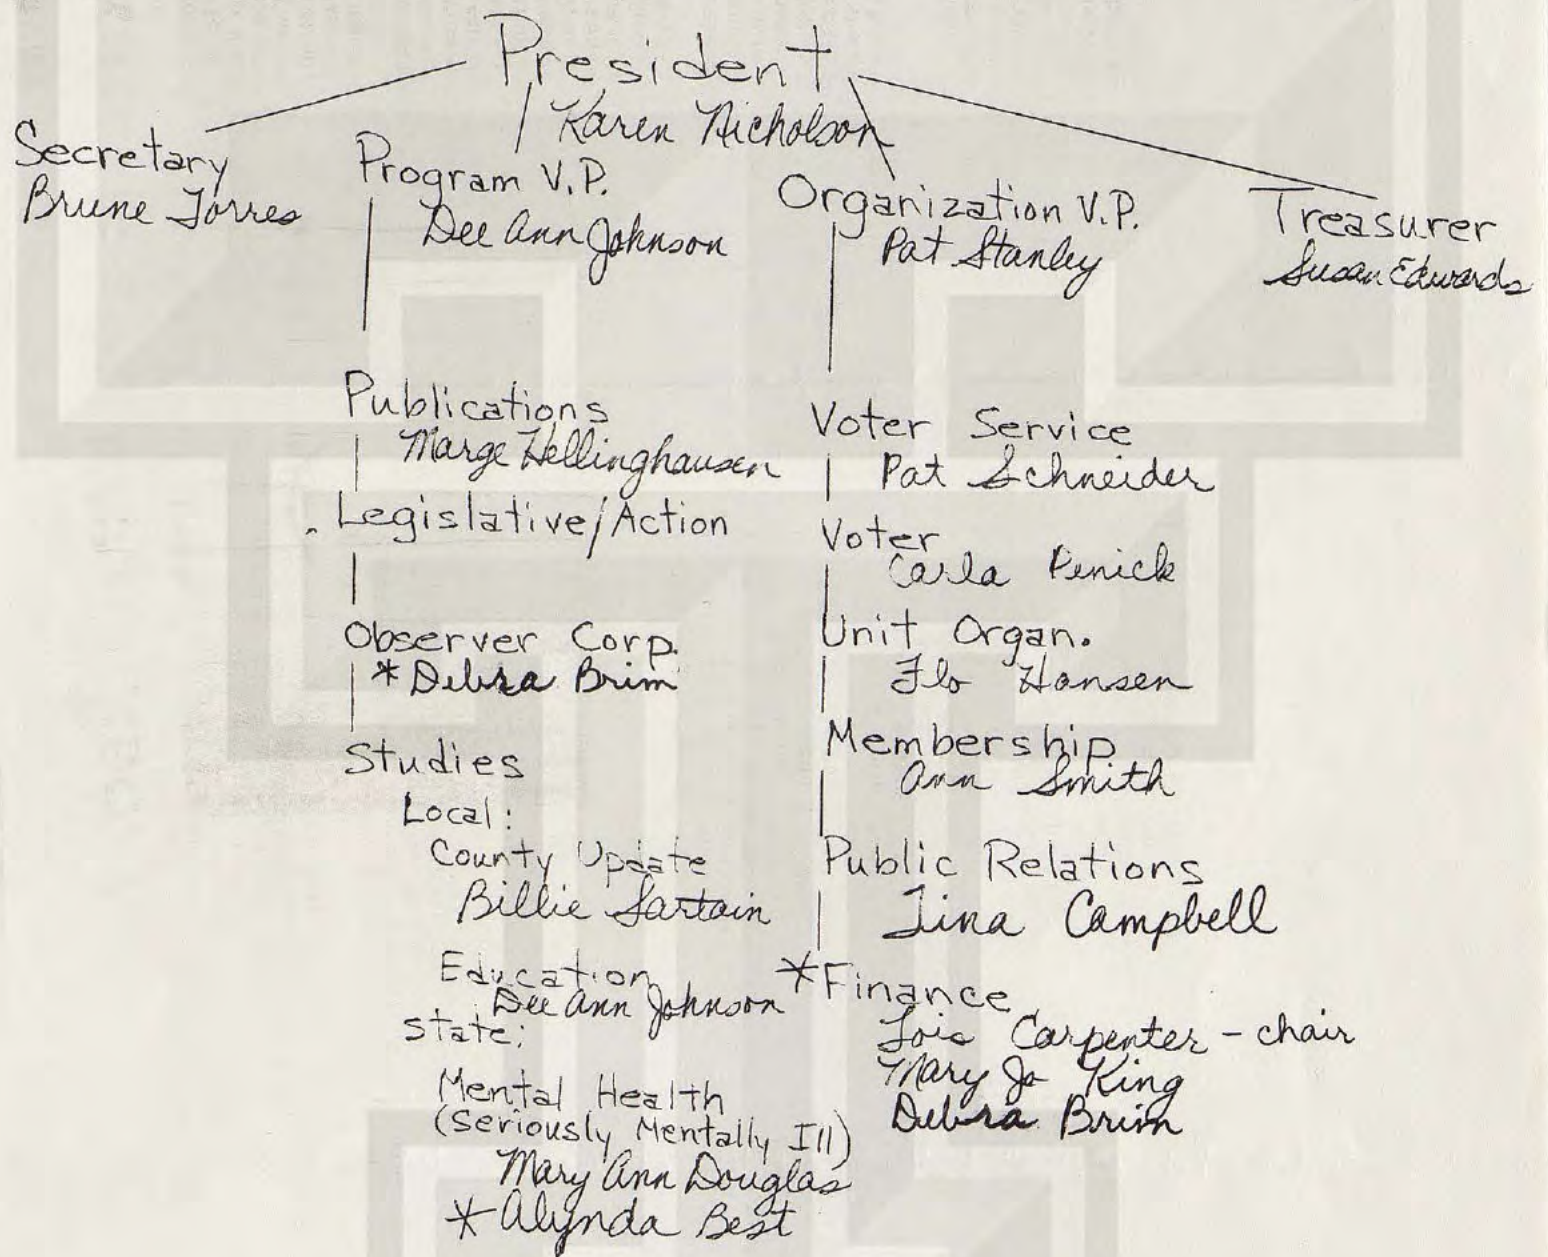 President
Karen Nicholson
Secretary
Brune Torres
Program V.P.
Dee Ann Johnson
Organization V.P.
Pat Stanley
Treasurer
Susan Edwards
Publications
Marge Hellinghausen
Legislative/Action
Observer Corp.
*Debra Brim
Studies
Local:
County Update
Billie Sartain
Education
Dee Ann Johnson
State:
Mental Health
(Seriously Mentally Ill)
Mary Ann Douglas
*Alynda Best
Voter Service
Pat Schneider
Voter
Carla Penick
Unit Organ.
Flo Hansen
Membership
Ann Smith
Public Relations
Tina Campbell
*Finance
Lois Carpenter - chair
Mary Jo King
Debra Brim